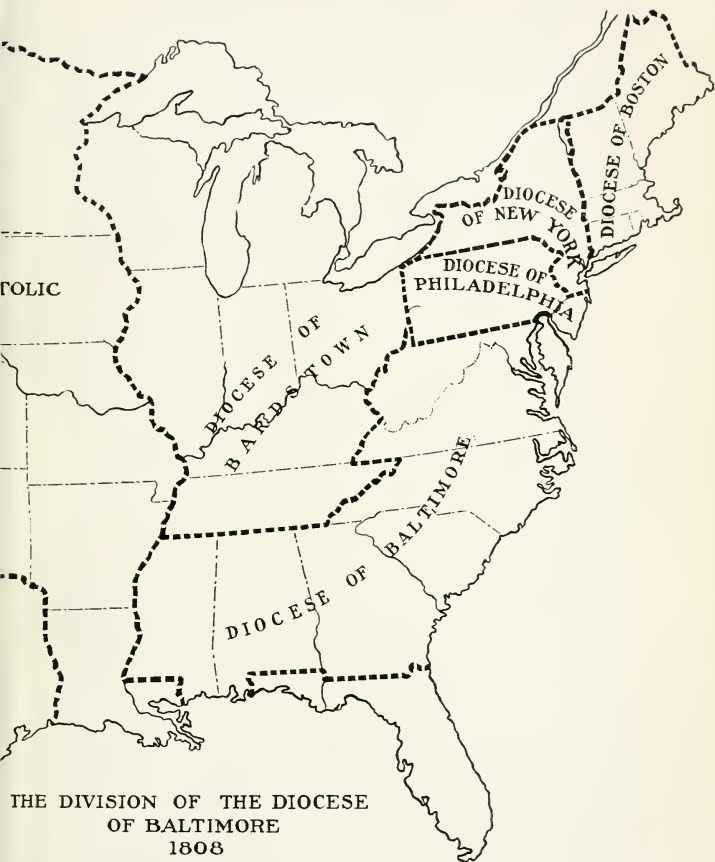 DIOCESE OF BOSTON
DIOCESE
OF NEW YORK
DIOCESE OF
PHILADELPHIA
TOLIC
DIOCESE OF
BARDSTOWN
DIOCESE OF BALTIMORE
THE DIVISION OF THE DIOCESE
OF BALTIMORE
1808